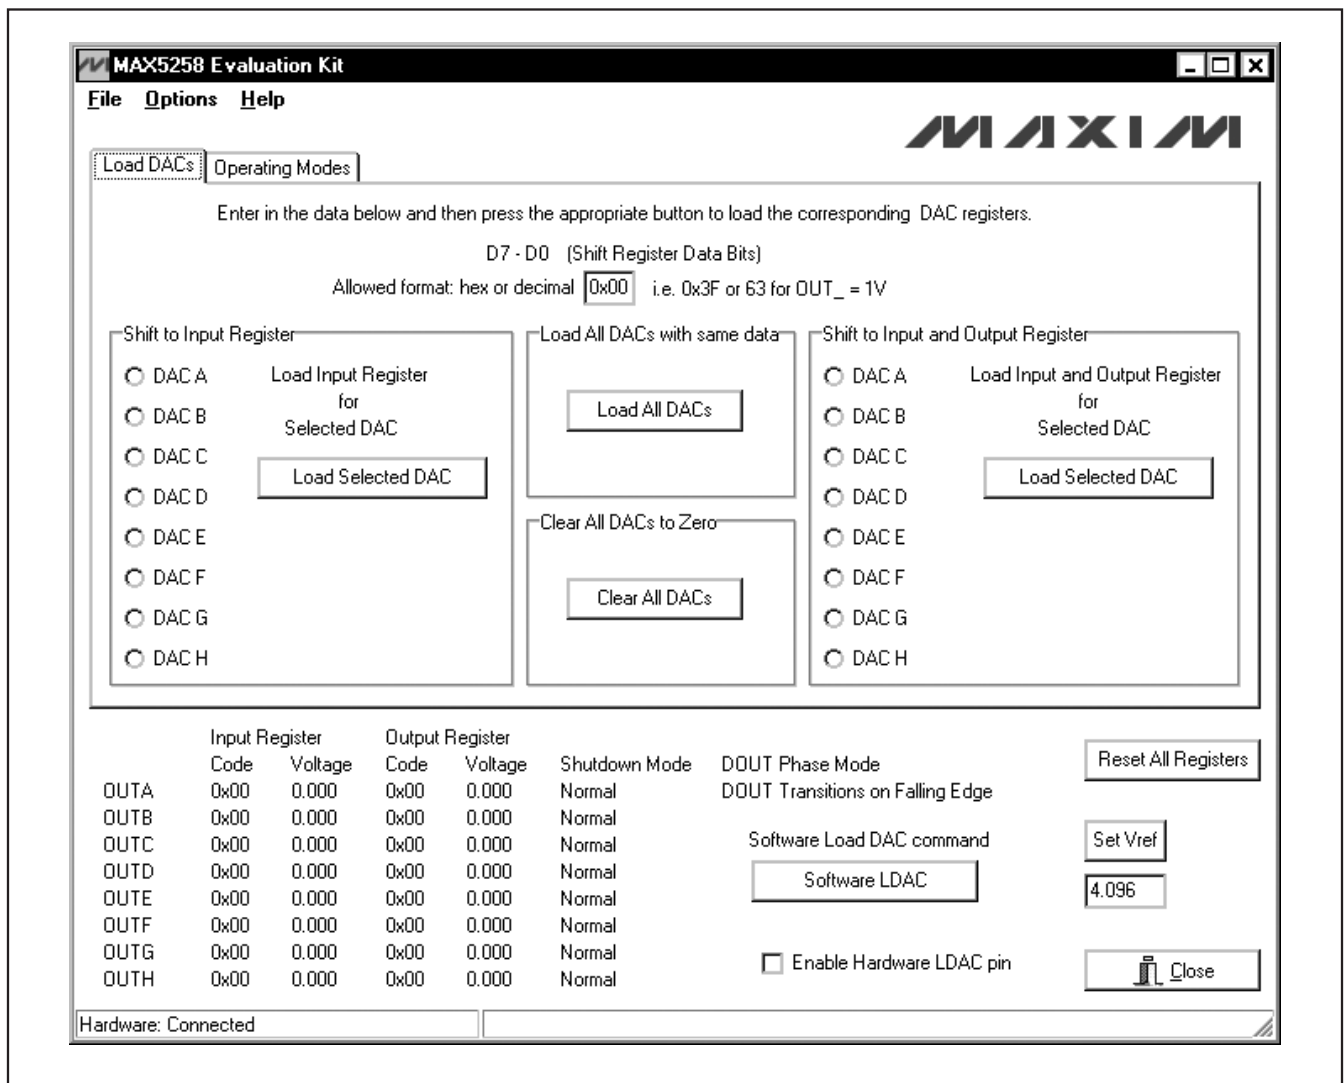 MAX5258 Evaluation Kit
File Options Help
MAXIM
Load DACs Operating Modes
Enter in the data below and then press the appropriate button to load the corresponding DAC registers.
D7 - D0 (Shift Register Data Bits)
Allowed format: hex or decimal 0x00 i.e. 0x3F or 63 for OUT_ = 1V
Shift to Input Register
DAC A
DAC B
DAC C
DAC D
DAC E
DAC F
DAC G
DAC H
Load Input Register
for
Selected DAC
Load Selected DAC
Load All DACs with same data
Load All DACs
Clear All DACs to Zero
Clear All DACs
Shift to Input and Output Register
DAC A
DAC B
DAC C
DAC D
DAC E
DAC F
DAC G
DAC H
Load Input and Output Register
for
Selected DAC
Load Selected DAC
Input Register Output Register
Code Voltage Code Voltage Shutdown Mode
OUTA 0x00 0.000 0x00 0.000 Normal
OUTB 0x00 0.000 0x00 0.000 Normal
OUTC 0x00 0.000 0x00 0.000 Normal
OUTD 0x00 0.000 0x00 0.000 Normal
OUTE 0x00 0.000 0x00 0.000 Normal
OUTF 0x00 0.000 0x00 0.000 Normal
OUTG 0x00 0.000 0x00 0.000 Normal
OUTH 0x00 0.000 0x00 0.000 Normal
DOUT Phase Mode
DOUT Transitions on Falling Edge
Software Load DAC command
Software LDAC
Enable Hardware LDAC pin
Reset All Registers
Set Vref
4.096
Close
Hardware: Connected